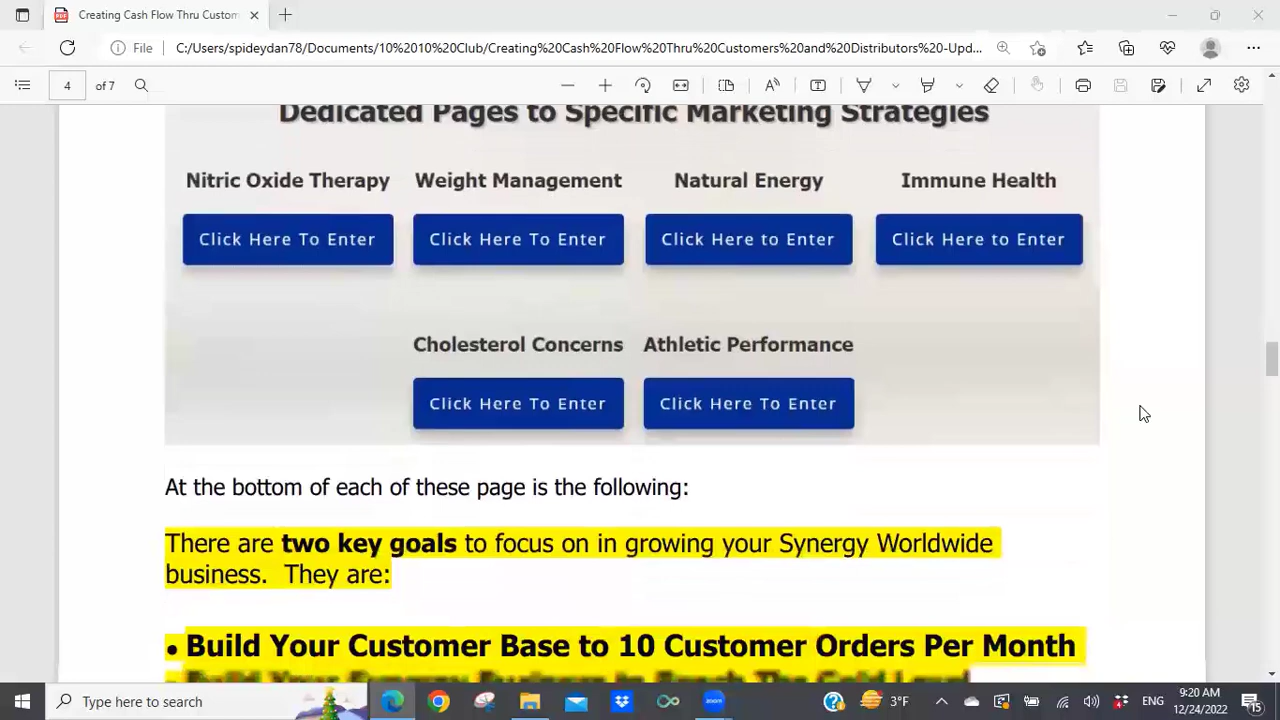 Creating Cash Flow Thru Custom
File
C:/Users/spideydan78/Documents/10%2010%20Club/Creating%20Cash%20Flow%20Thru%20Customers%20and%20Distributors%20-Upd...
4 of 7
Dedicated Pages to Specific Marketing Strategies
Nitric Oxide Therapy Weight Management Natural Energy Immune Health
Click Here To Enter Click Here To Enter Click Here to Enter Click Here to Enter
Cholesterol Concerns Athletic Performance
Click Here To Enter Click Here To Enter
At the bottom of each of these page is the following:
There are two key goals to focus on in growing your Synergy Worldwide
business. They are:
• Build Your Customer Base to 10 Customer Orders Per Month
Type here to search
zoom
3°F
ENG
9:20 AM
12/24/2022
15